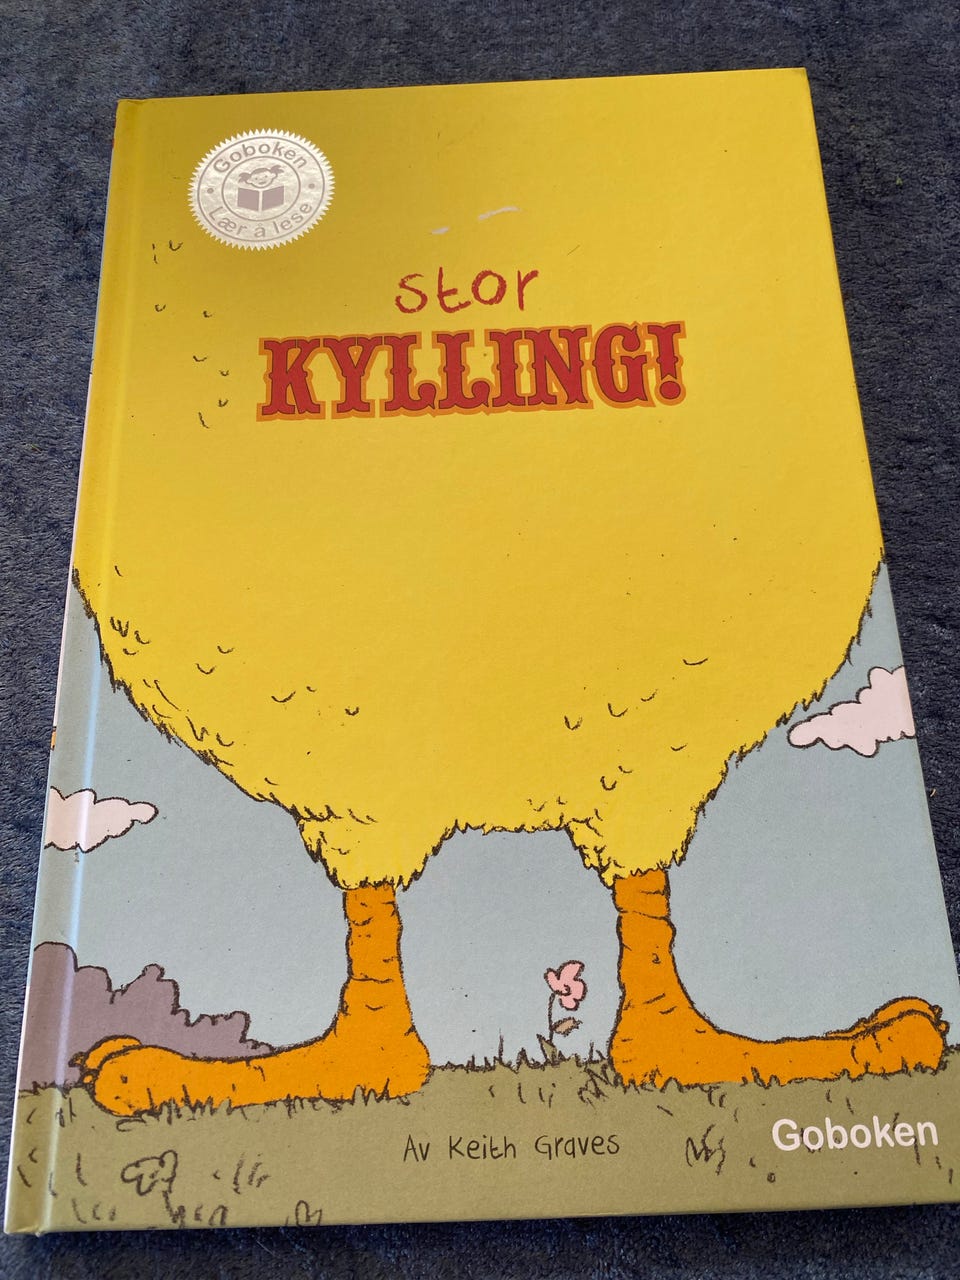 Goboken
Lær å lese
stor
KYLLING!
Av Keith Graves
Goboken